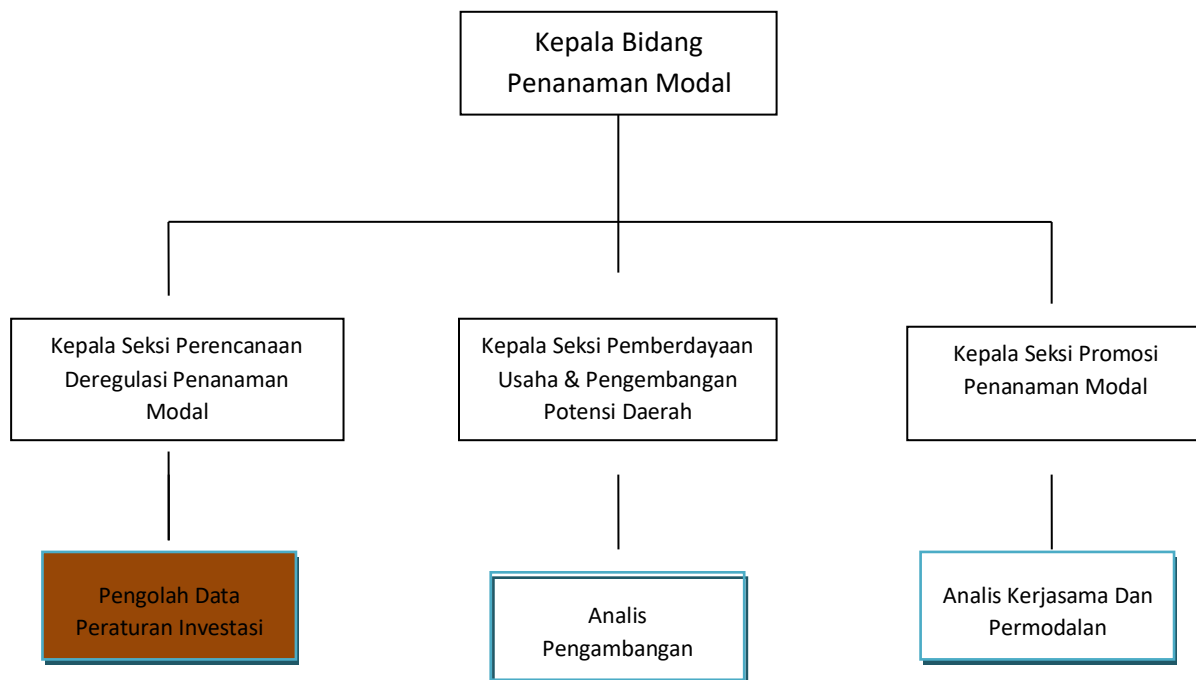 Kepala Bidang
Penanaman Modal
Kepala Seksi Perencanaan
Deregulasi Penanaman
Modal
Kepala Seksi Pemberdayaan
Usaha & Pengembangan
Potensi Daerah
Kepala Seksi Promosi
Penanaman Modal
Pengolah Data
Peraturan Investasi
Analis
Pengambangan
Analis Kerjasama Dan
Permodalan